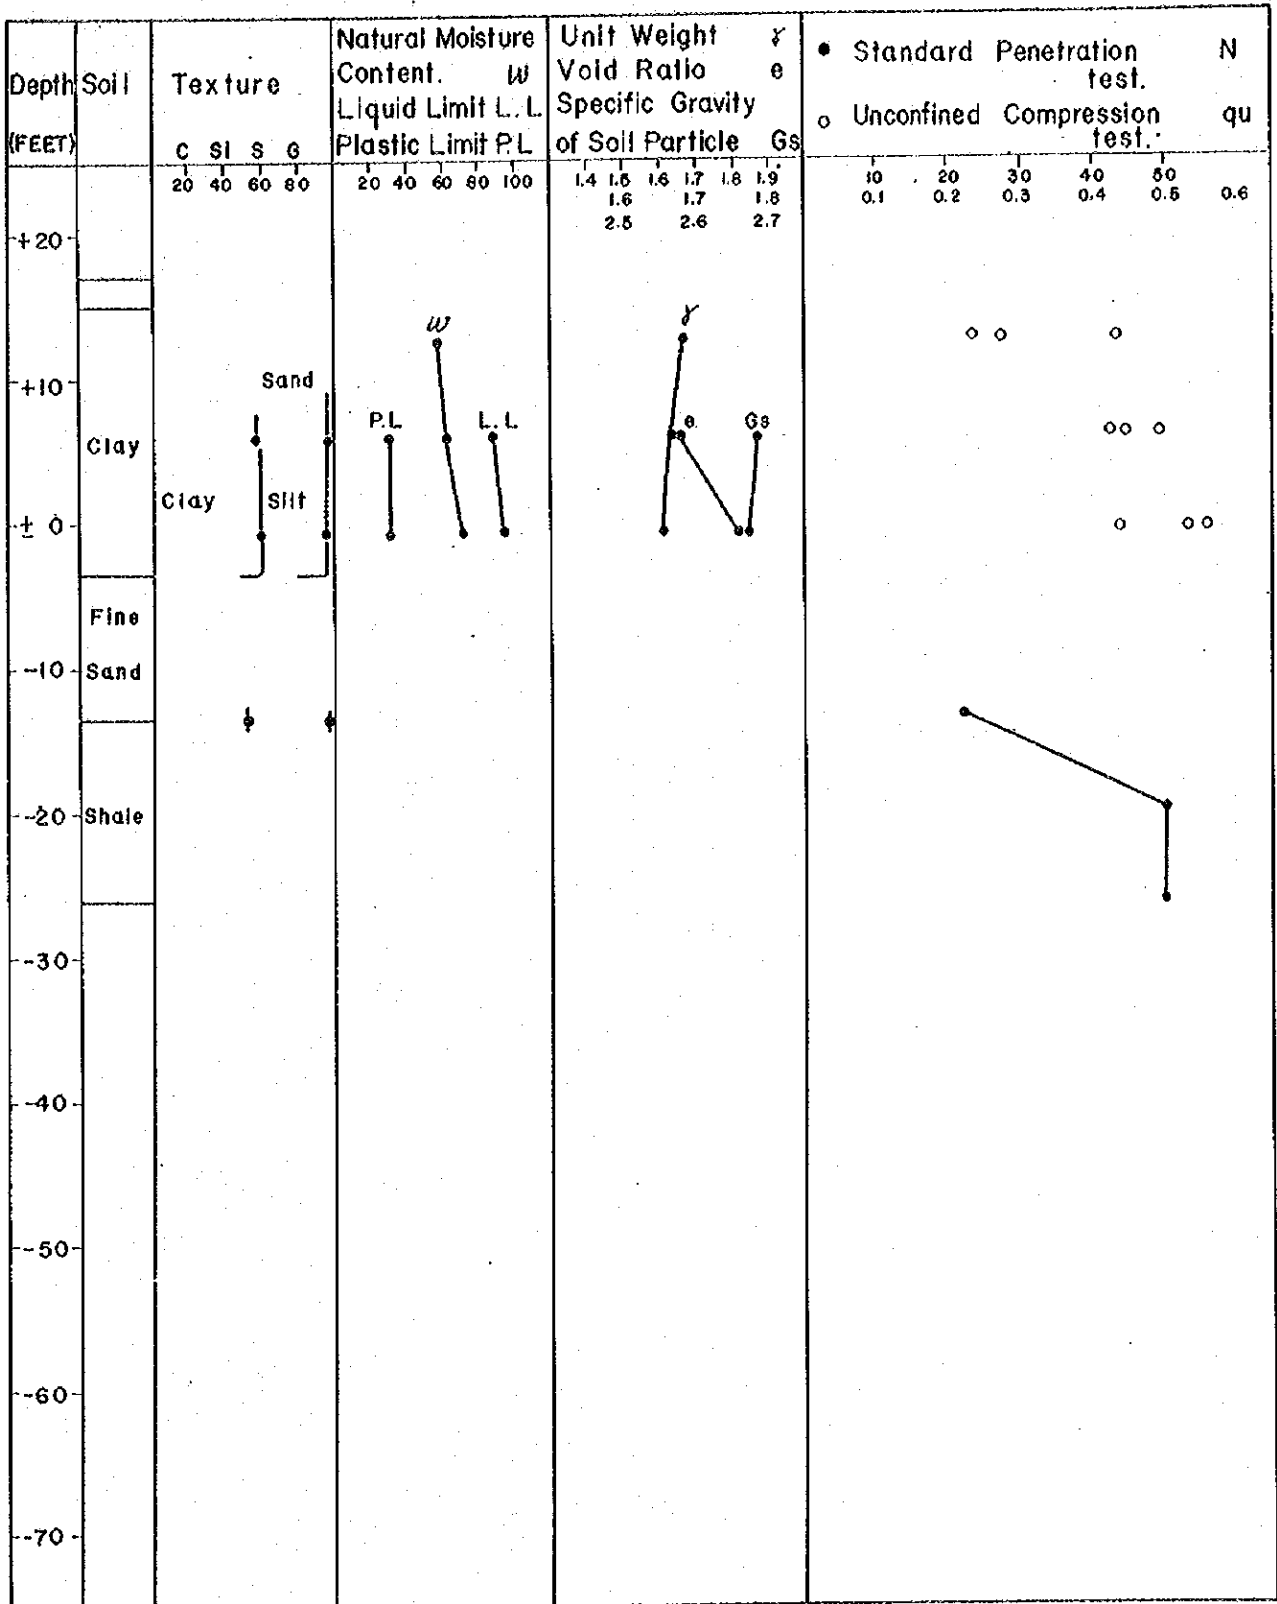 Depth
(FEET)
Soil
Texture
C SI S G
20 40 60 80
Natural Moisture
Content. w
Liquid Limit L.L
Plastic Limit P.L
20 40 60 80 100
Unit Weight γ
Void Ratio e
Specific Gravity
of Soil Particle Gs
1.4 1.5 1.6 1.7 1.8 1.9
1.6 1.7 1.8
2.5 2.6 2.7
• Standard Penetration N
test.
o Unconfined Compression qu
test.
10 20 30 40 50
0.1 0.2 0.3 0.4 0.5 0.6
+20
w
γ
+10
Sand
P.L
L.L
e.
Gs
Clay
Clay
Silt
± 0
Fine
-10
Sand
-20
Shale
-30
-40
-50
-60
-70